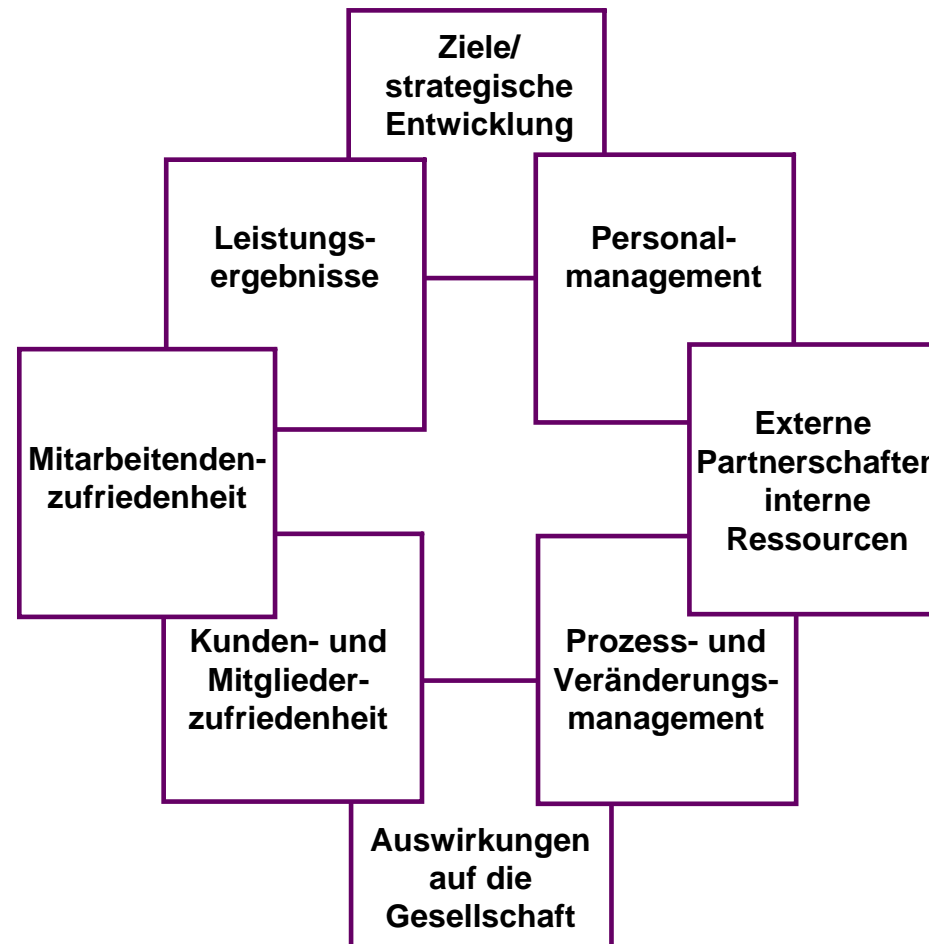 Ziele/
strategische
Entwicklung
Leistungs-
ergebnisse
Personal-
management
Mitarbeitenden-
zufriedenheit
Externe
Partnerschaften
interne
Ressourcen
Kunden- und
Mitglieder-
zufriedenheit
Prozess- und
Veränderungs-
management
Auswirkungen
auf die
Gesellschaft